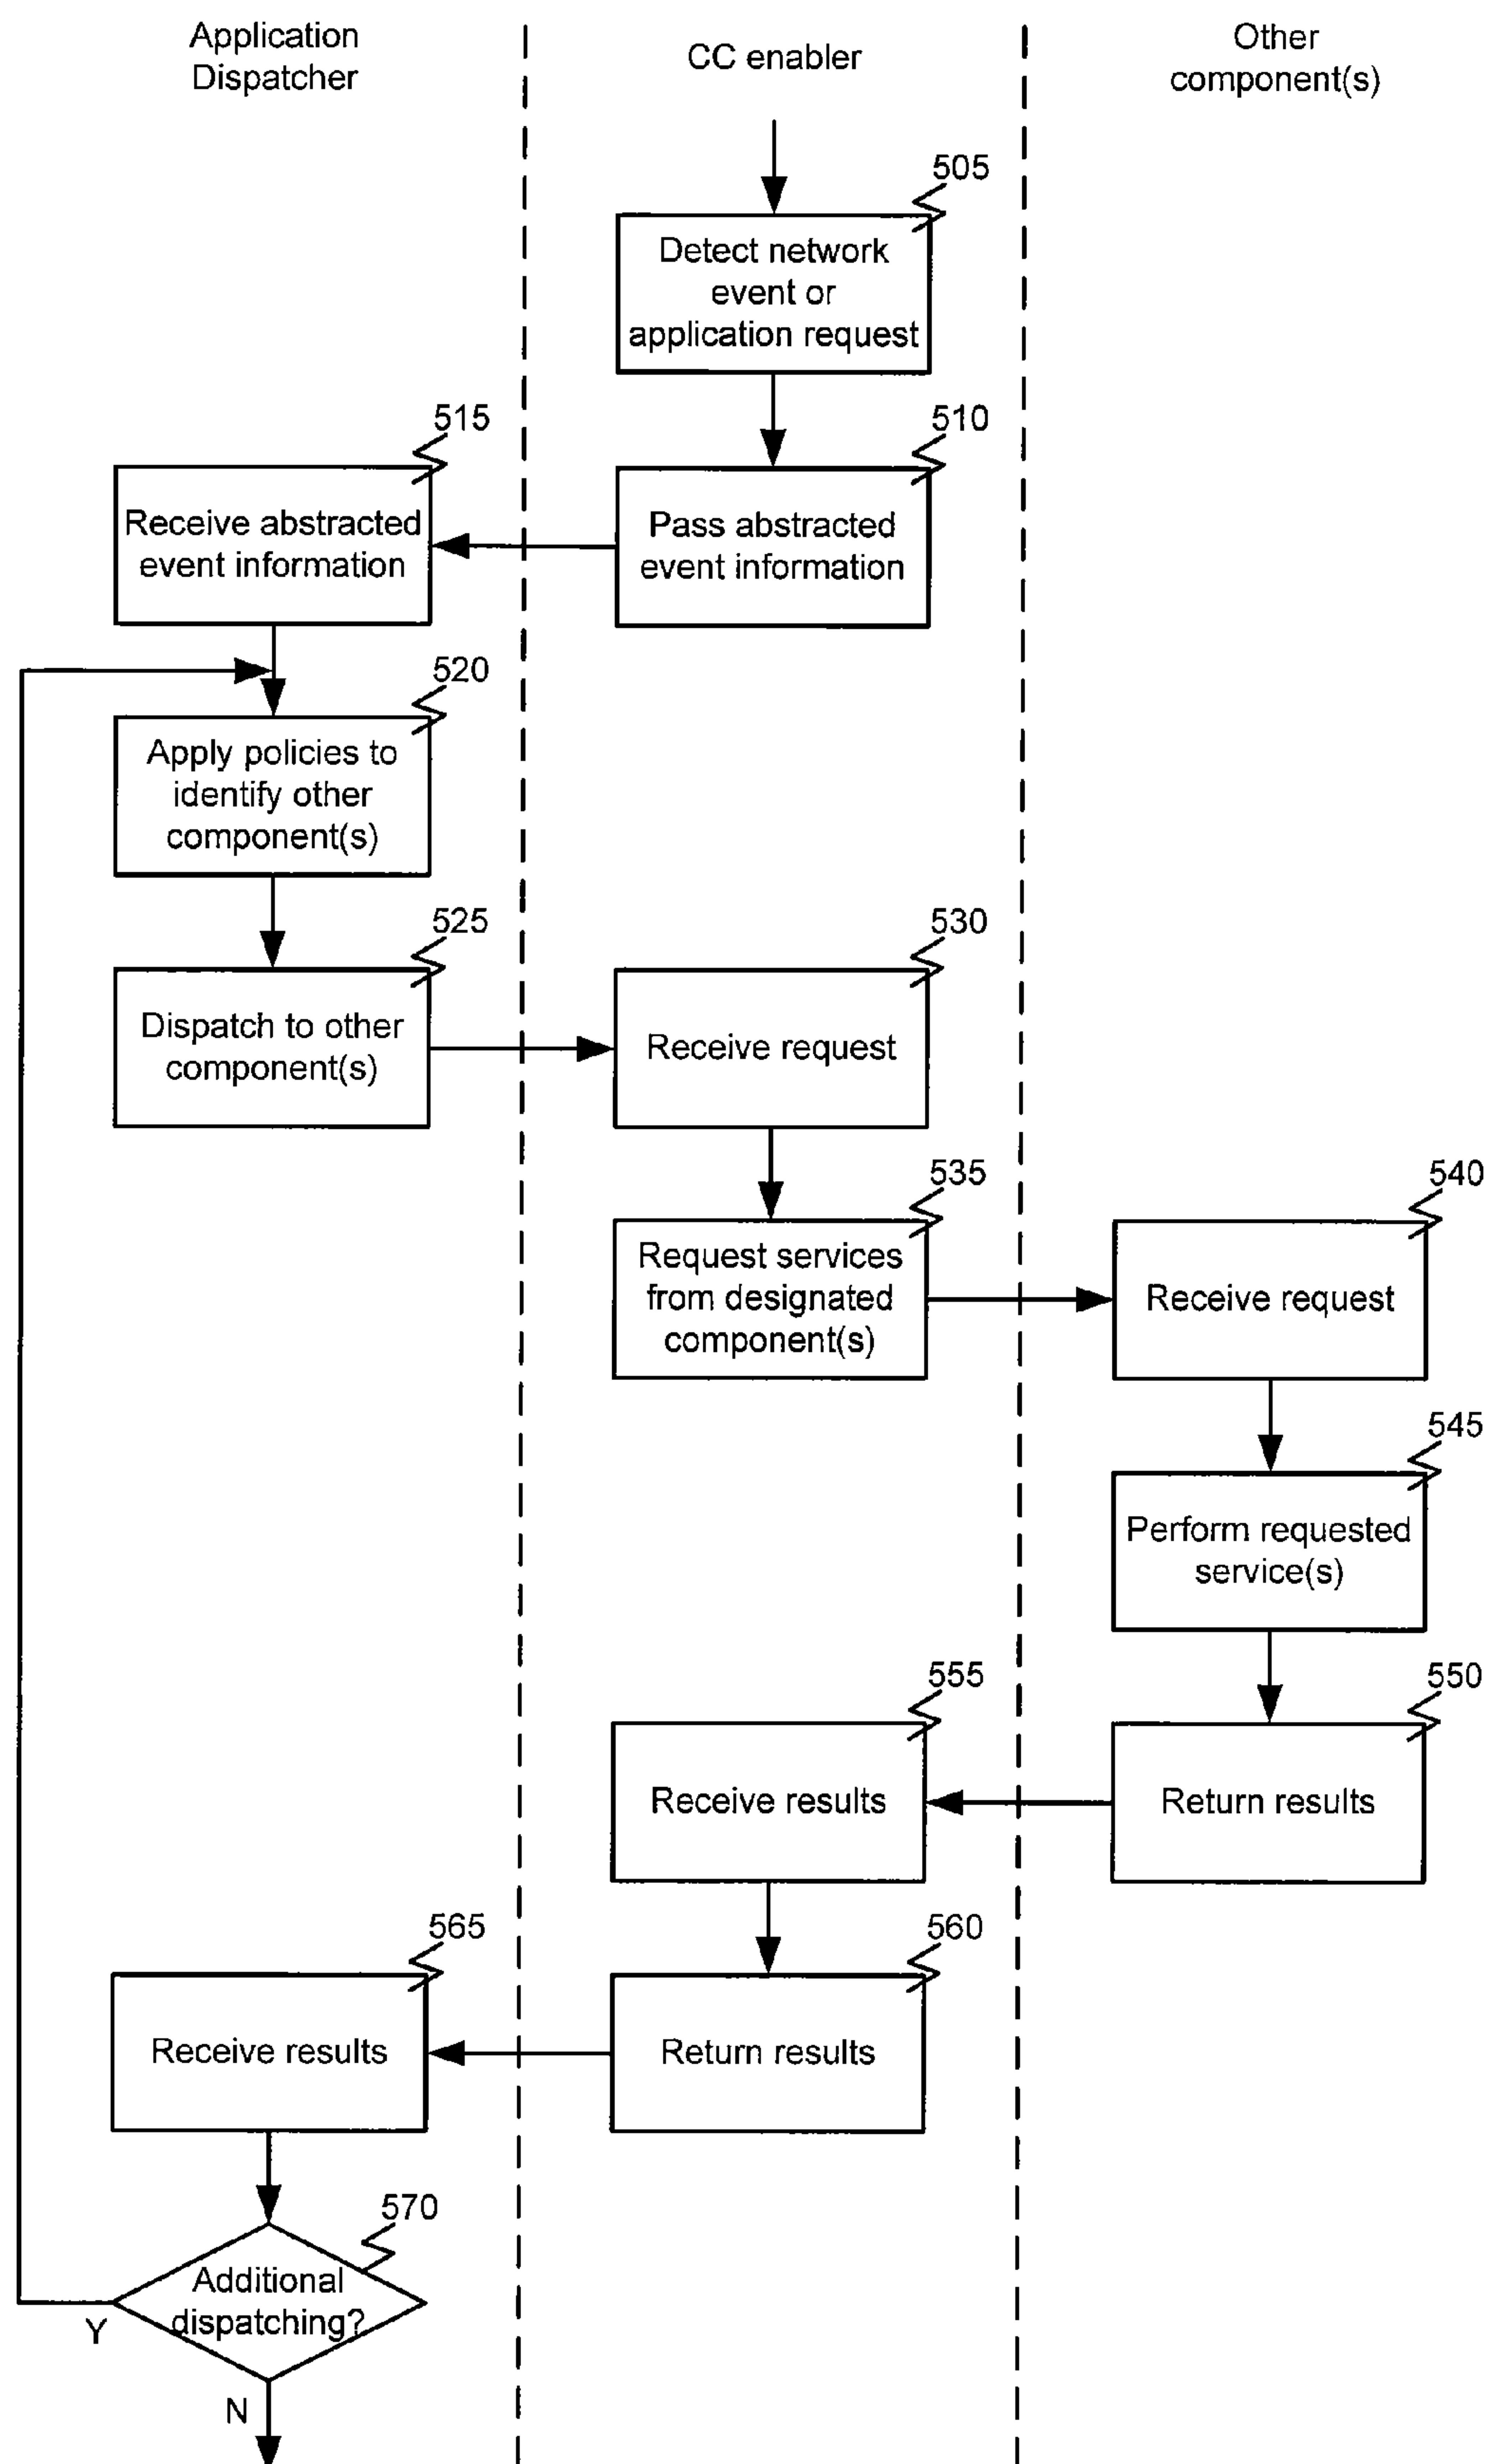 Application
Dispatcher
CC enabler
Other
component(s)
505
Detect network
event or
application request
515
510
Receive abstracted
event information
Pass abstracted
event information
520
Apply policies to
identify other
component(s)
525
530
Dispatch to other
component(s)
Receive request
535
540
Request services
from designated
component(s)
Receive request
545
Perform requested
service(s)
555
550
Receive results
Return results
565
560
Receive results
Return results
570
Additional
dispatching?
Y
N